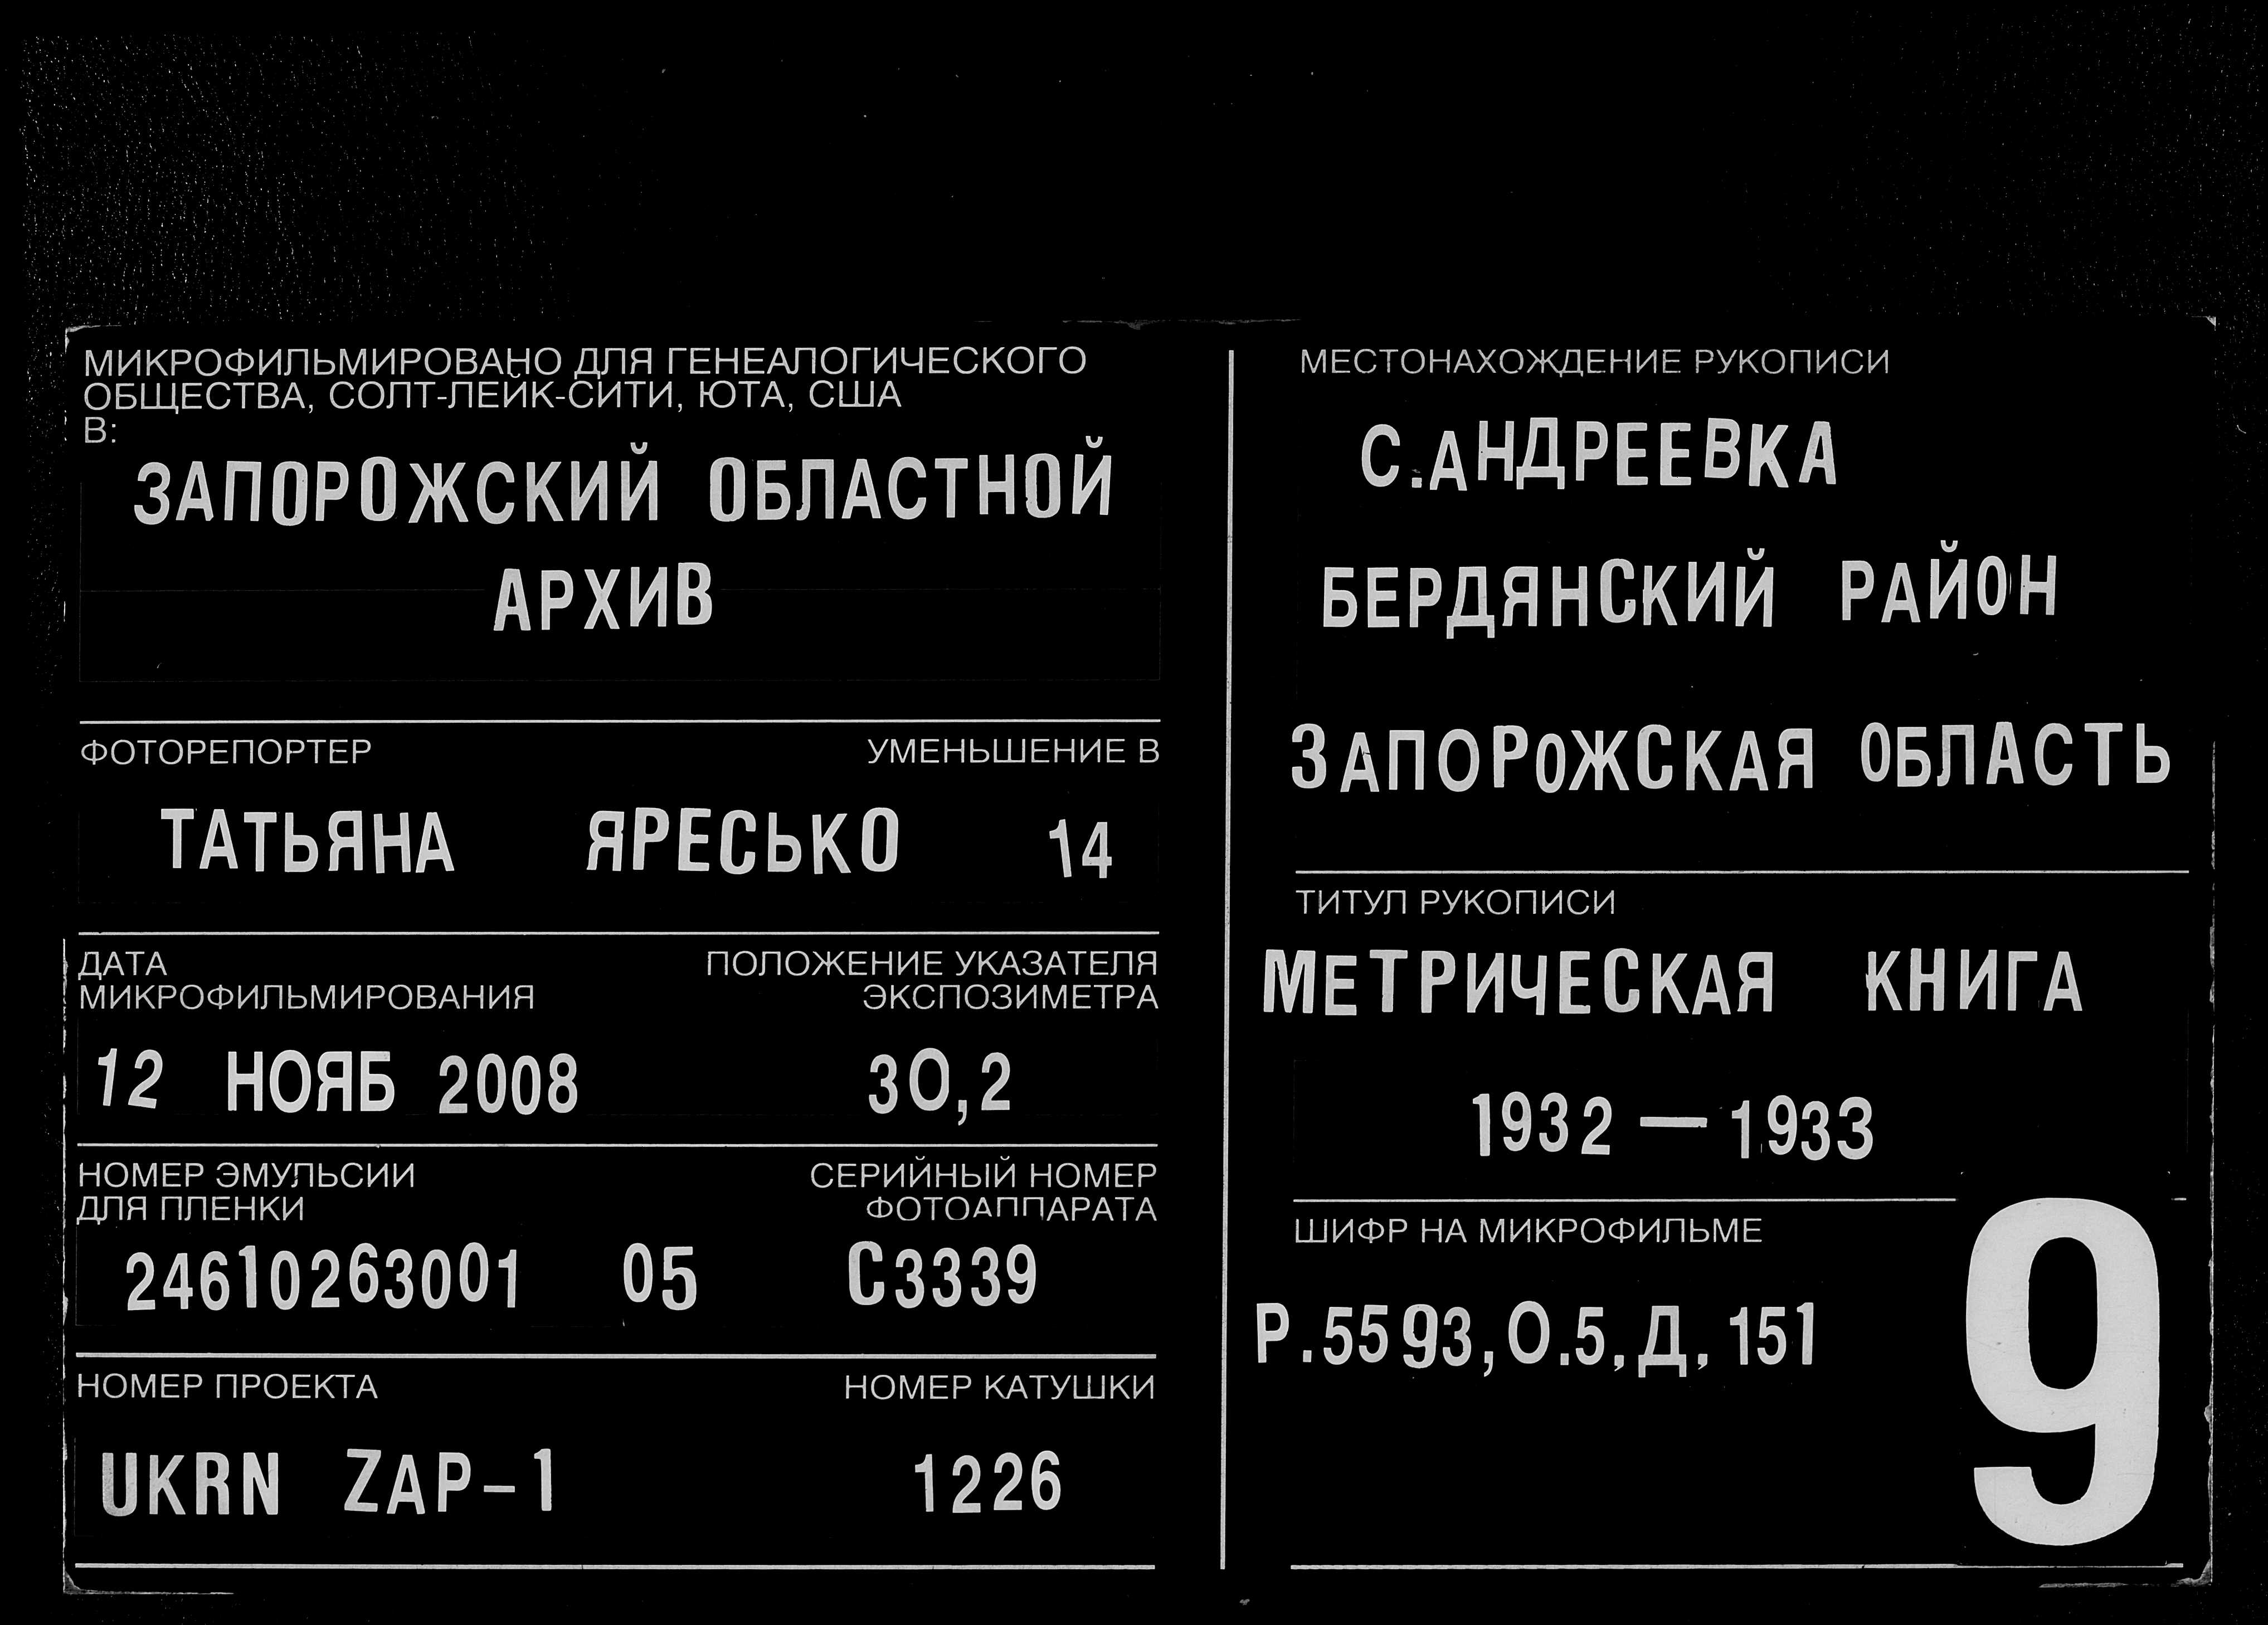 МИКРОФИЛЬМИРОВАНО ДЛЯ ГЕНЕАЛОГИЧЕСКОГО
ОБЩЕСТВА, СОЛТ-ЛЕЙК-СИТИ, ЮТА, США
В:
ЗАПОРОЖСКИЙ ОБЛАСТНОЙ
АРХИВ
ФОТОРЕПОРТЕР УМЕНЬШЕНИЕ В
ТАТЬЯНА ЯРЕСЬКО 14
ДАТА ПОЛОЖЕНИЕ УКАЗАТЕЛЯ
МИКРОФИЛЬМИРОВАНИЯ ЭКСПОЗИМЕТРА
12 НОЯБ 2008 30,2
НОМЕР ЭМУЛЬСИИ СЕРИЙНЫЙ НОМЕР
ДЛЯ ПЛЕНКИ ФОТОАППАРАТА
24610263001 05 С3339
НОМЕР ПРОЕКТА НОМЕР КАТУШКИ
UKRN ZAP-1 1226
МЕСТОНАХОЖДЕНИЕ РУКОПИСИ
С.АНДРЕЕВКА
БЕРДЯНСКИЙ РАЙОН
ЗАПОРОЖСКАЯ ОБЛАСТЬ
ТИТУЛ РУКОПИСИ
МЕТРИЧЕСКАЯ КНИГА
1932 — 1933
ШИФР НА МИКРОФИЛЬМЕ
Р.5593,О.5,Д,151
9